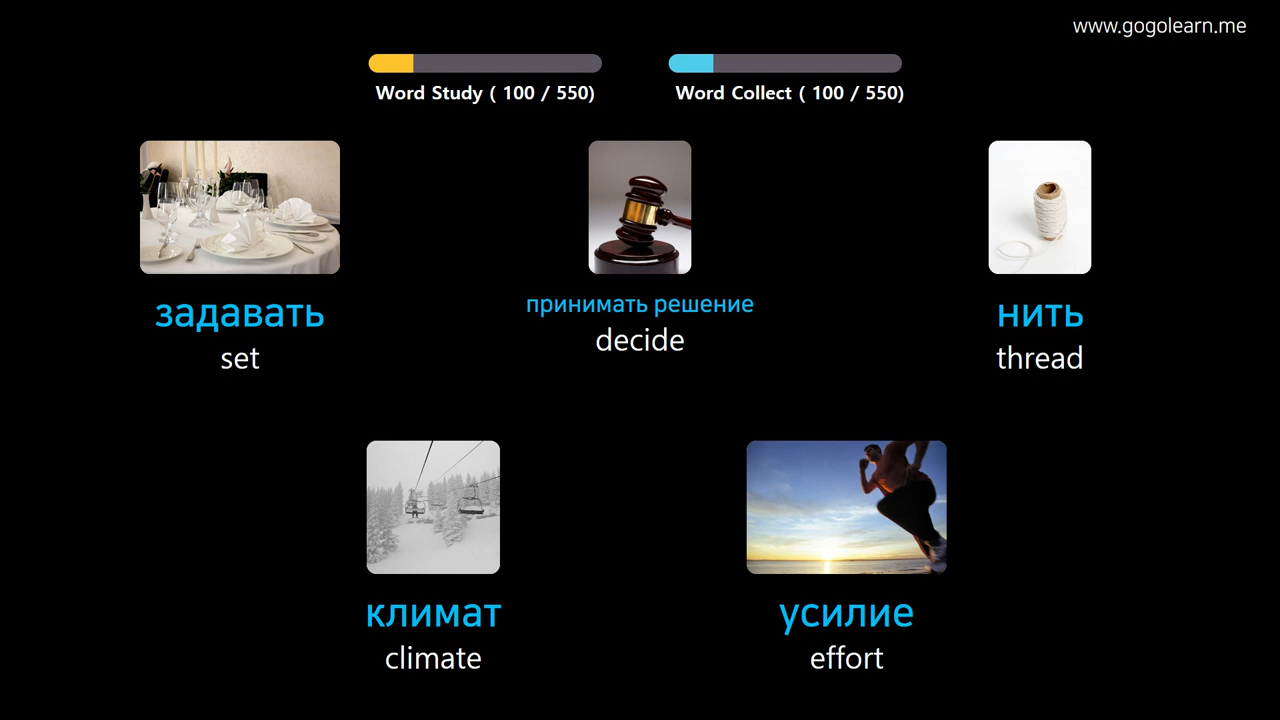 www.gogolearn.me
Word Study ( 100 / 550)
Word Collect ( 100 / 550)
задавать
set
принимать решение
decide
нить
thread
климат
climate
усилие
effort